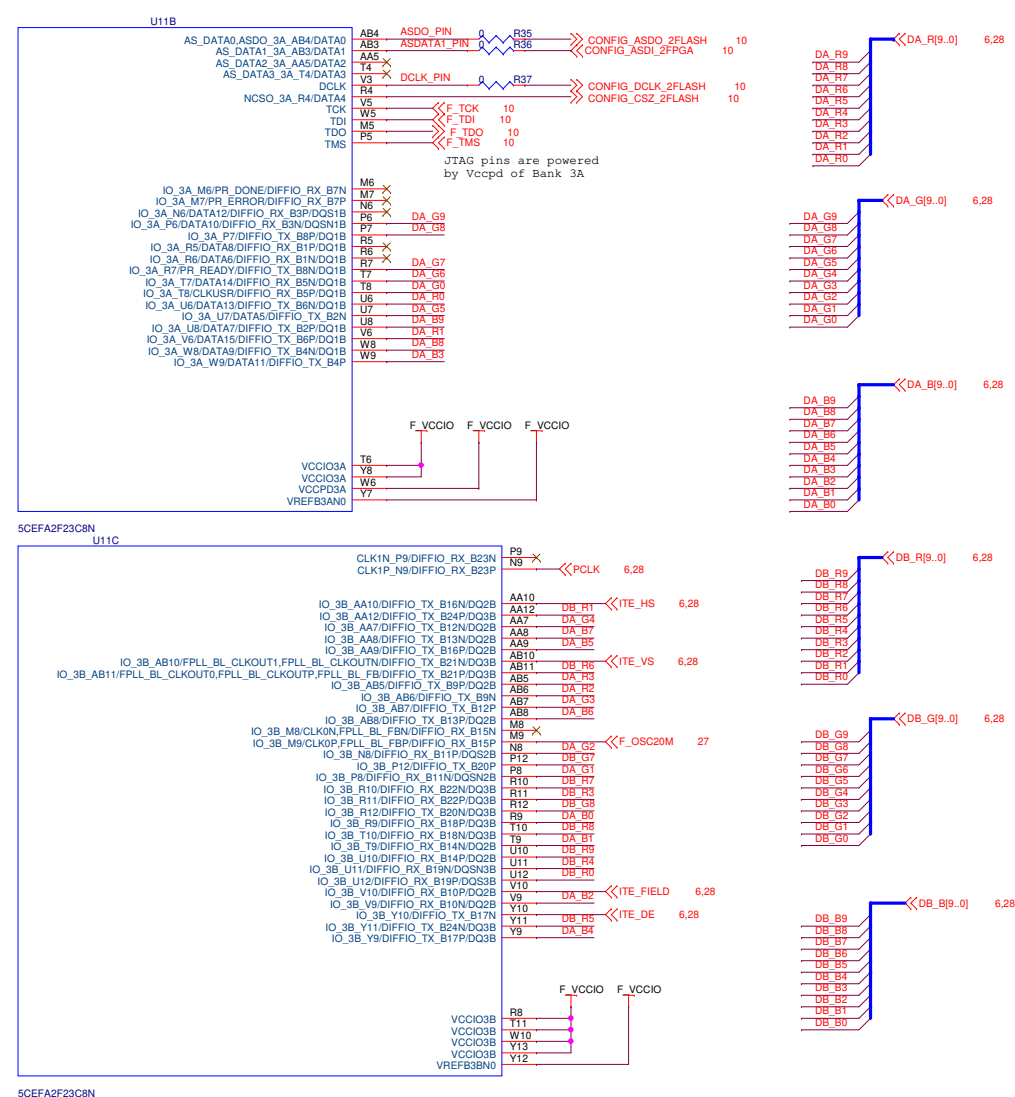 U11B
AS_DATA0,ASDO_3A_AB4/DATA0 AB4 ASDO_PIN 0 R35 CONFIG_ASDO_2FLASH 10
AS_DATA1_3A_AB3/DATA1 AB3 ASDATA1_PIN 0 R36 CONFIG_ASDI_2FPGA 10
AS_DATA2_3A_AA5/DATA2 AA5
AS_DATA3_3A_T4/DATA3 T4
DCLK V3 DCLK_PIN 0 R37 CONFIG_DCLK_2FLASH 10
NCSO_3A_R4/DATA4 R4 CONFIG_CSZ_2FLASH 10
TCK V5 F_TCK 10
TDI W5 F_TDI 10
TDO M5 F_TDO 10
TMS P5 F_TMS 10
JTAG pins are powered
by Vccpd of Bank 3A
IO_3A_M6/PR_DONE/DIFFIO_RX_B7N M6
IO_3A_M7/PR_ERROR/DIFFIO_RX_B7P M7
IO_3A_N6/DATA12/DIFFIO_RX_B3P/DQS1B N6
IO_3A_P6/DATA10/DIFFIO_RX_B3N/DQSN1B P6 DA_G9
IO_3A_P7/DIFFIO_TX_B8P/DQ1B P7 DA_G8
IO_3A_R5/DATA8/DIFFIO_RX_B1P/DQ1B R5
IO_3A_R6/DATA6/DIFFIO_RX_B1N/DQ1B R6
IO_3A_R7/PR_READY/DIFFIO_TX_B8N/DQ1B R7 DA_G7
IO_3A_T7/DATA14/DIFFIO_RX_B5N/DQ1B T7 DA_G6
IO_3A_T8/CLKUSR/DIFFIO_RX_B5P/DQ1B T8 DA_G0
IO_3A_U6/DATA13/DIFFIO_TX_B6N/DQ1B U6 DA_R0
IO_3A_U7/DATA5/DIFFIO_TX_B2N U7 DA_G5
IO_3A_U8/DATA7/DIFFIO_TX_B2P/DQ1B U8 DA_B9
IO_3A_V6/DATA15/DIFFIO_TX_B6P/DQ1B V6 DA_R1
IO_3A_W8/DATA9/DIFFIO_TX_B4N/DQ1B W8 DA_B8
IO_3A_W9/DATA11/DIFFIO_TX_B4P W9 DA_B3
F_VCCIO F_VCCIO F_VCCIO
VCCIO3A T6
VCCIO3A Y8
VCCPD3A W6
VREFB3AN0 Y7
5CEFA2F23C8N
DA_R[9..0] 6,28
DA_R9
DA_R8
DA_R7
DA_R6
DA_R5
DA_R4
DA_R3
DA_R2
DA_R1
DA_R0
DA_G[9..0] 6,28
DA_G9
DA_G8
DA_G7
DA_G6
DA_G5
DA_G4
DA_G3
DA_G2
DA_G1
DA_G0
DA_B[9..0] 6,28
DA_B9
DA_B8
DA_B7
DA_B6
DA_B5
DA_B4
DA_B3
DA_B2
DA_B1
DA_B0
U11C
CLK1N_P9/DIFFIO_RX_B23N P9
CLK1P_N9/DIFFIO_RX_B23P N9 PCLK 6,28
IO_3B_AA10/DIFFIO_TX_B16N/DQ2B AA10 ITE_HS 6,28
IO_3B_AA12/DIFFIO_TX_B24P/DQ3B AA12 DB_R1
IO_3B_AA7/DIFFIO_TX_B12N/DQ2B AA7 DA_G4
IO_3B_AA8/DIFFIO_TX_B13N/DQ2B AA8 DA_B7
IO_3B_AA9/DIFFIO_TX_B16P/DQ2B AA9 DA_B5
IO_3B_AB10/FPLL_BL_CLKOUT1,FPLL_BL_CLKOUTN/DIFFIO_TX_B21N/DQ3B AB10 ITE_VS 6,28
IO_3B_AB11/FPLL_BL_CLKOUT0,FPLL_BL_CLKOUTP,FPLL_BL_FB/DIFFIO_TX_B21P/DQ3B AB11 DB_R6
IO_3B_AB5/DIFFIO_TX_B9P/DQ2B AB5 DA_R3
IO_3B_AB6/DIFFIO_TX_B9N AB6 DA_R2
IO_3B_AB7/DIFFIO_TX_B12P AB7 DA_G3
IO_3B_AB8/DIFFIO_TX_B13P/DQ2B AB8 DA_B6
IO_3B_M8/CLK0N,FPLL_BL_FBN/DIFFIO_RX_B15N M8
IO_3B_M9/CLK0P,FPLL_BL_FBP/DIFFIO_RX_B15P M9 F_OSC20M 27
IO_3B_N8/DIFFIO_RX_B11P/DQS2B N8 DA_G2
IO_3B_P12/DIFFIO_TX_B20P P12 DB_G7
IO_3B_P8/DIFFIO_RX_B11N/DQSN2B P8 DA_G1
IO_3B_R10/DIFFIO_RX_B22N/DQ3B R10 DB_R7
IO_3B_R11/DIFFIO_RX_B22P/DQ3B R11 DB_R3
IO_3B_R12/DIFFIO_TX_B20N/DQ3B R12 DB_G8
IO_3B_R9/DIFFIO_RX_B18P/DQ3B R9 DA_B0
IO_3B_T10/DIFFIO_RX_B18N/DQ3B T10 DB_R8
IO_3B_T9/DIFFIO_RX_B14N/DQ2B T9 DA_B1
IO_3B_U10/DIFFIO_RX_B14P/DQ2B U10 DB_R9
IO_3B_U11/DIFFIO_RX_B19N/DQSN3B U11 DB_R4
IO_3B_U12/DIFFIO_RX_B19P/DQS3B U12 DB_R0
IO_3B_V10/DIFFIO_RX_B10P/DQ2B V10 ITE_FIELD 6,28
IO_3B_V9/DIFFIO_RX_B10N/DQ2B V9 DA_B2
IO_3B_Y10/DIFFIO_TX_B17N Y10 ITE_DE 6,28
IO_3B_Y11/DIFFIO_TX_B24N/DQ3B Y11 DB_R5
IO_3B_Y9/DIFFIO_TX_B17P/DQ3B Y9 DA_B4
F_VCCIO F_VCCIO
VCCIO3B R8
VCCIO3B T11
VCCIO3B W10
VCCIO3B Y13
VREFB3BN0 Y12
5CEFA2F23C8N
DB_R[9..0] 6,28
DB_R9
DB_R8
DB_R7
DB_R6
DB_R5
DB_R4
DB_R3
DB_R2
DB_R1
DB_R0
DB_G[9..0] 6,28
DB_G9
DB_G8
DB_G7
DB_G6
DB_G5
DB_G4
DB_G3
DB_G2
DB_G1
DB_G0
DB_B[9..0] 6,28
DB_B9
DB_B8
DB_B7
DB_B6
DB_B5
DB_B4
DB_B3
DB_B2
DB_B1
DB_B0